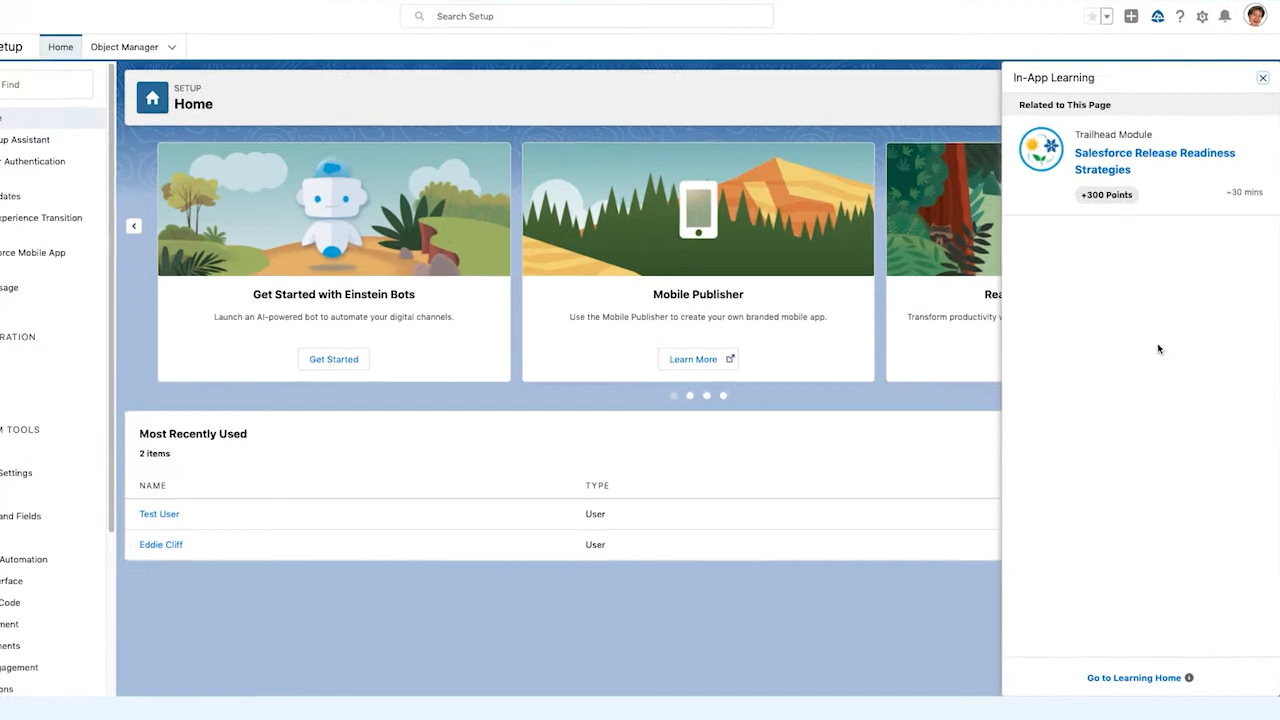 Search Setup
etup
Home
Object Manager
Find
e
up Assistant
r Authentication
dates
xperience Transition
orce Mobile App
sage
RATION
M TOOLS
Settings
and Fields
Automation
erface
Code
ment
ents
gagement
ons
SETUP
Home
Get Started with Einstein Bots
Launch an AI-powered bot to automate your digital channels.
Get Started
Mobile Publisher
Use the Mobile Publisher to create your own branded mobile app.
Learn More
Rea
Transform productivity w
Most Recently Used
2 items
NAME TYPE
Test User User
Eddie Cliff User
In-App Learning
Related to This Page
Trailhead Module
Salesforce Release Readiness
Strategies
+300 Points ~30 mins
Go to Learning Home